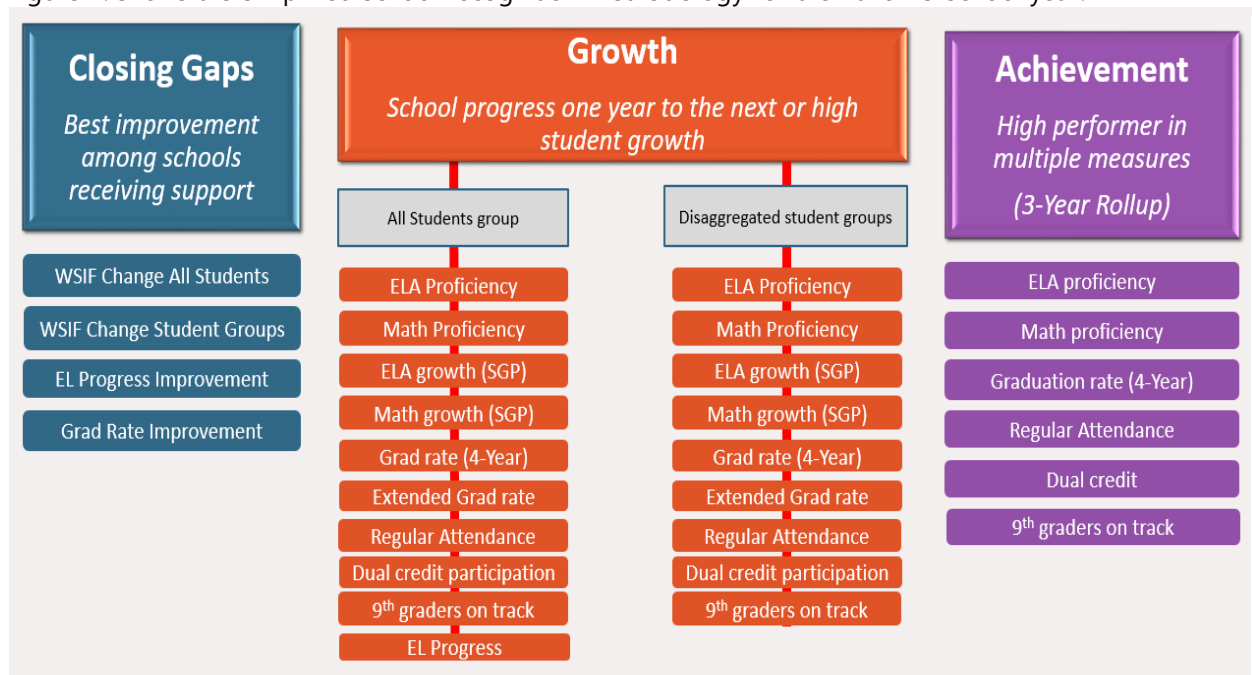 Closing Gaps
Best improvement
among schools
receiving support
WSIF Change All Students
WSIF Change Student Groups
EL Progress Improvement
Grad Rate Improvement
Growth
School progress one year to the next or high
student growth
All Students group
ELA Proficiency
Math Proficiency
ELA growth (SGP)
Math growth (SGP)
Grad rate (4-Year)
Extended Grad rate
Regular Attendance
Dual credit participation
9th graders on track
EL Progress
Disaggregated student groups
ELA Proficiency
Math Proficiency
ELA growth (SGP)
Math growth (SGP)
Grad rate (4-Year)
Extended Grad rate
Regular Attendance
Dual credit participation
9th graders on track
Achievement
High performer in
multiple measures
(3-Year Rollup)
ELA proficiency
Math proficiency
Graduation rate (4-Year)
Regular Attendance
Dual credit
9th graders on track